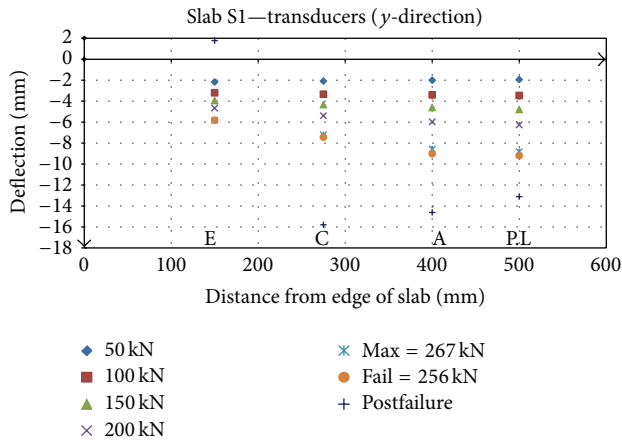 Slab S1—transducers (y-direction)
Deflection (mm)
2
0
−2
−4
−6
−8
−10
−12
−14
−16
−18
E
C
A
P.L
0
100
200
300
400
500
600
Distance from edge of slab (mm)
50 kN
100 kN
150 kN
200 kN
Max = 267 kN
Fail = 256 kN
Postfailure